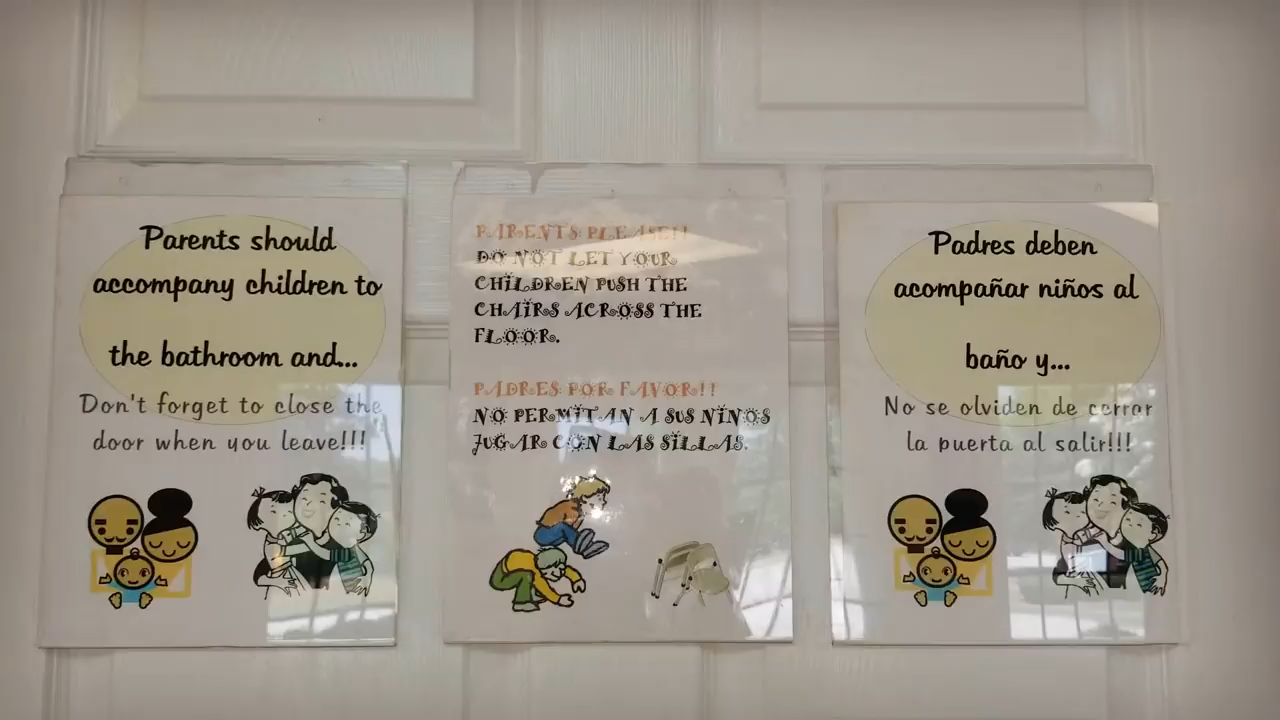 Parents should
accompany children to
the bathroom and...
Don't forget to close the
door when you leave!!!
PARENTS PLEASE!!
DO NOT LET YOUR
CHILDREN PUSH THE
CHAIRS ACROSS THE
FLOOR.
PADRES POR FAVOR!!
NO PERMITAN A SUS NINOS
JUGAR CON LAS SILLAS.
Padres deben
acompañar niños al
baño y...
No se olviden de cerrar
la puerta al salir!!!